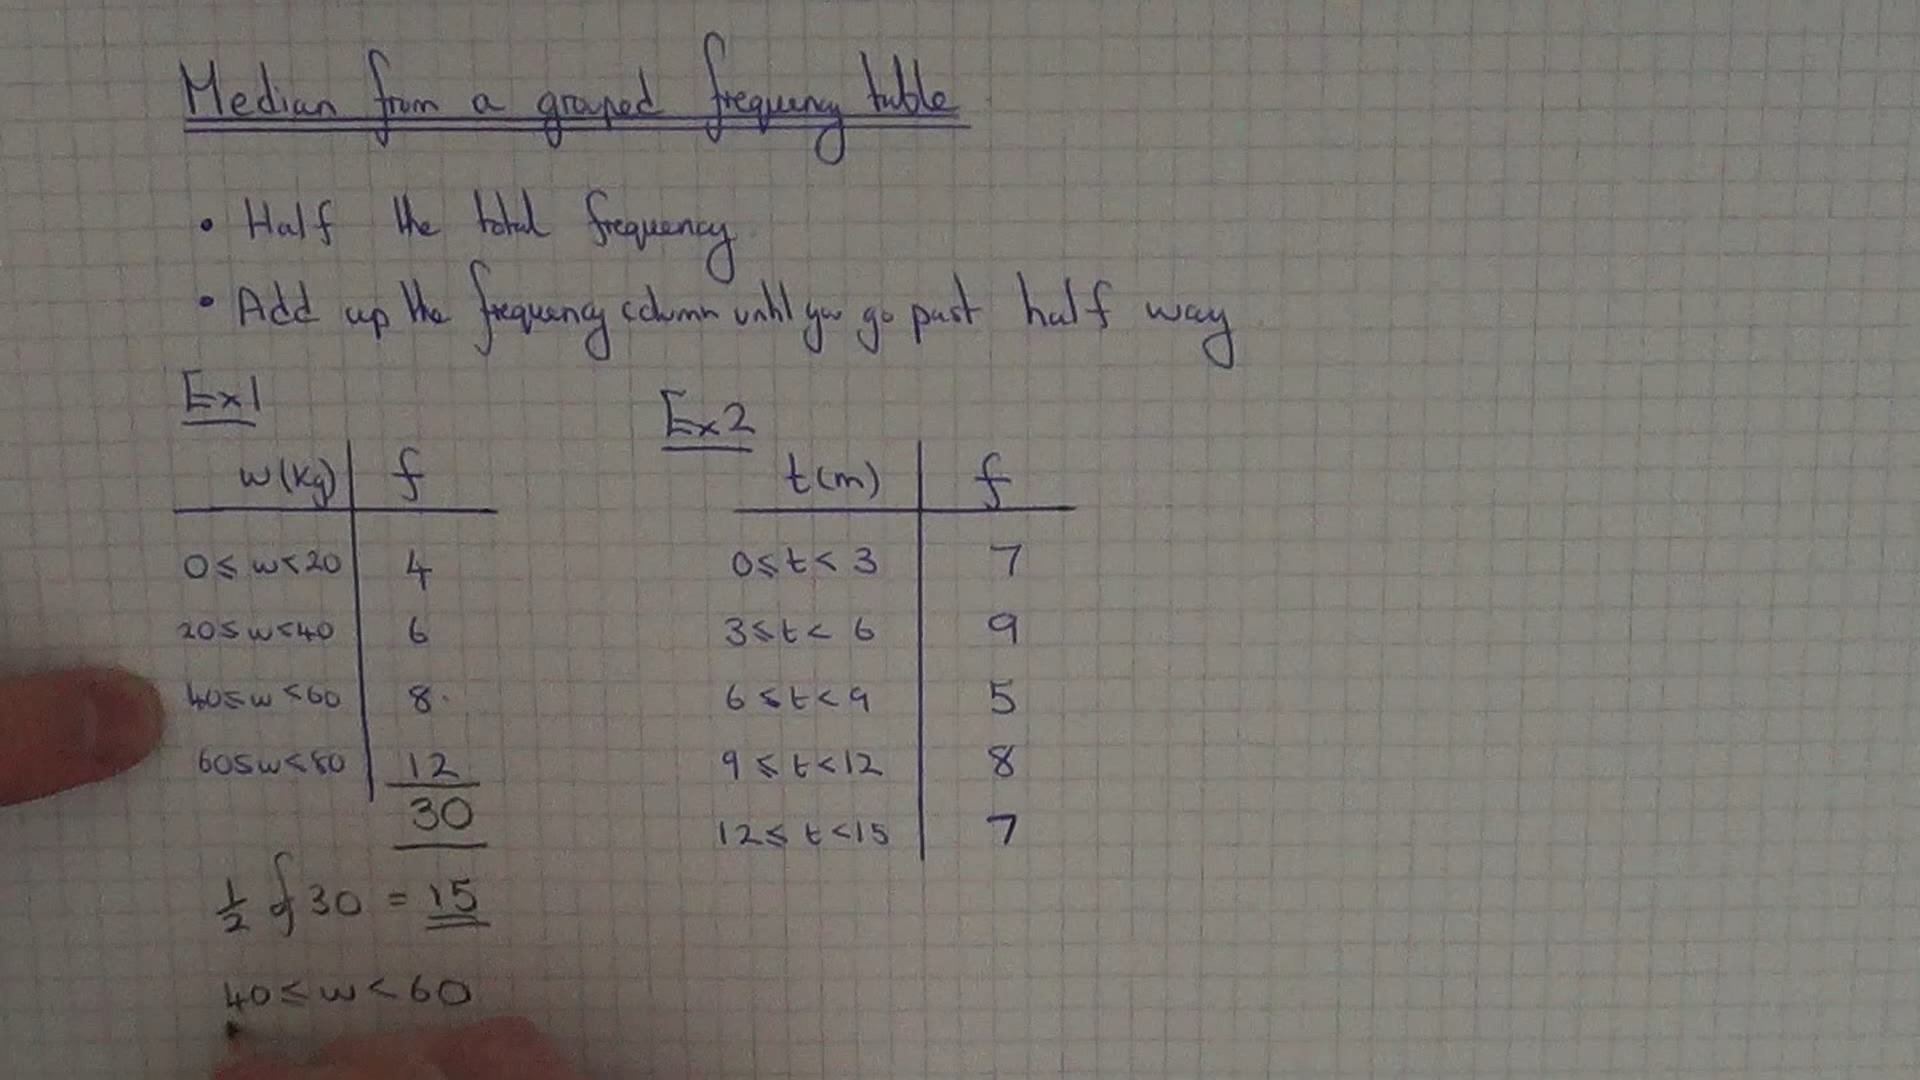 Median from a grouped frequency table
• Half the total frequency.
• Add up the frequency column until you go past half way.
Ex1
w (kg) f
0 ≤ w < 20 4
20 ≤ w < 40 6
40 ≤ w < 60 8
60 ≤ w < 80 12
30
1/2 of 30 = 15
40 ≤ w < 60
Ex2
t (m) f
0 ≤ t < 3 7
3 ≤ t < 6 9
6 ≤ t < 9 5
9 ≤ t < 12 8
12 ≤ t < 15 7